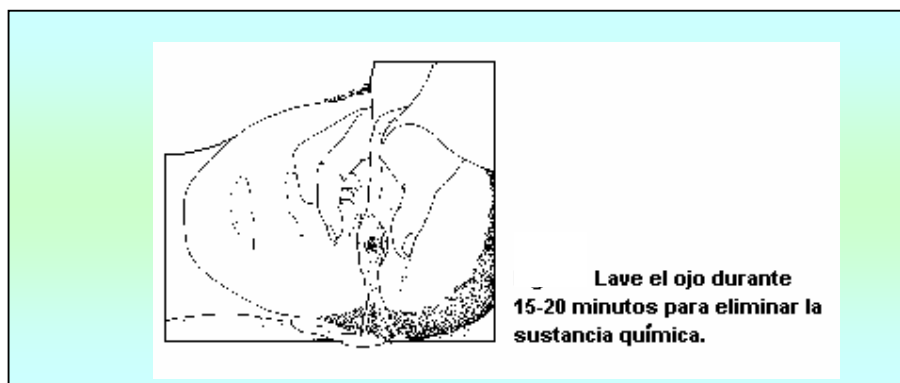 Lave el ojo durante
15-20 minutos para eliminar la
sustancia química.